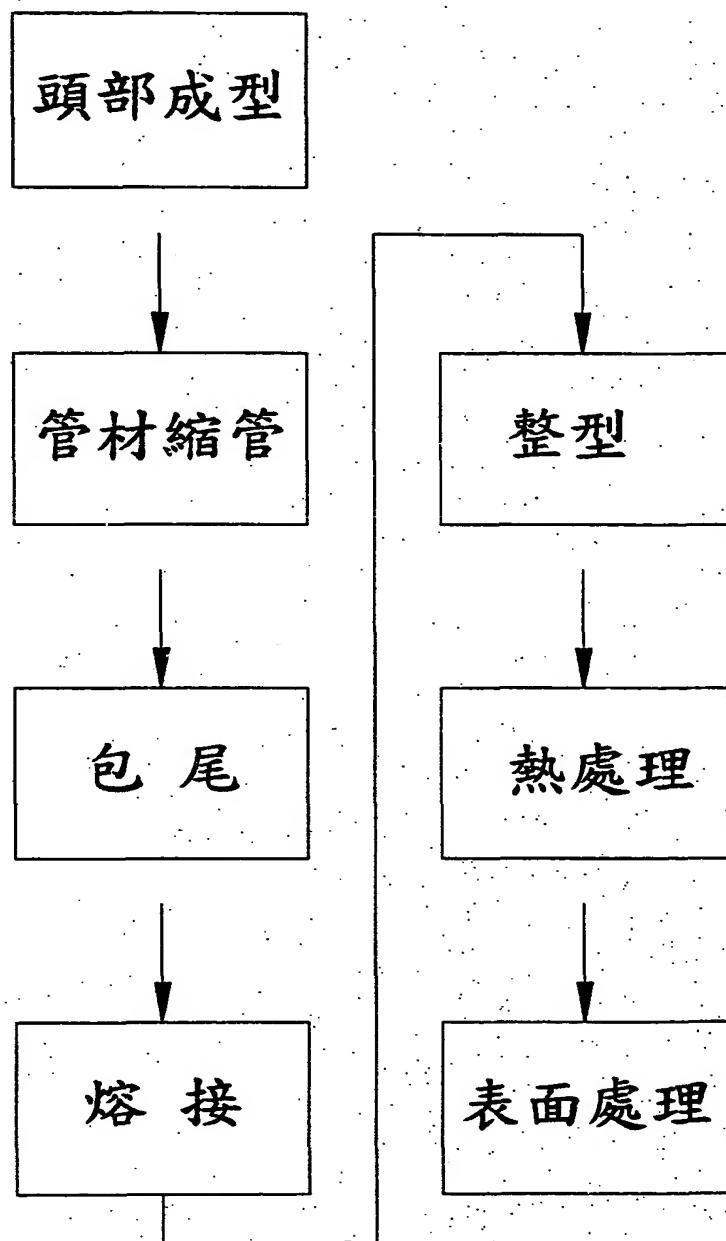 頭部成型
管材縮管
包 尾
熔 接
整型
熱處理
表面處理